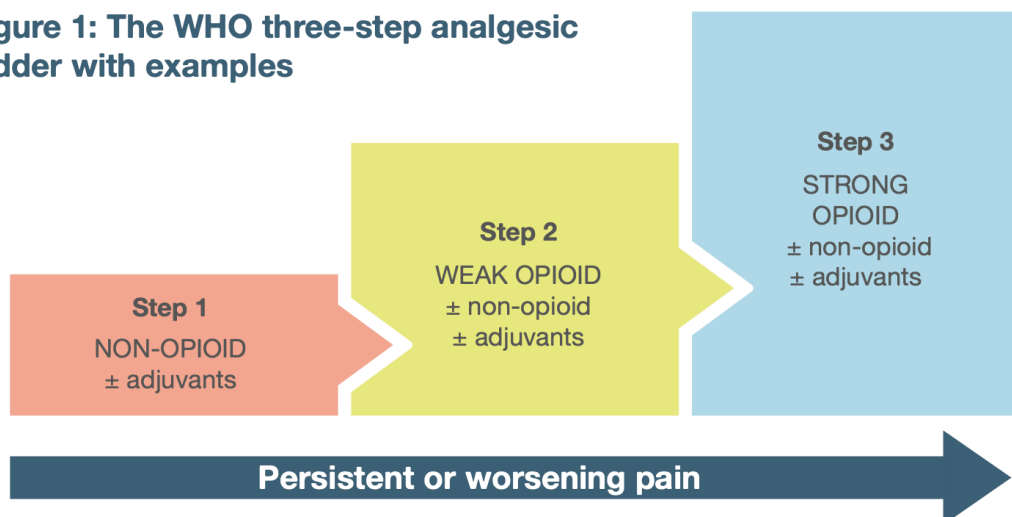 gure 1: The WHO three-step analgesic
dder with examples
Step 1
NON-OPIOID
± adjuvants
Step 2
WEAK OPIOID
± non-opioid
± adjuvants
Step 3
STRONG
OPIOID
± non-opioid
± adjuvants
Persistent or worsening pain